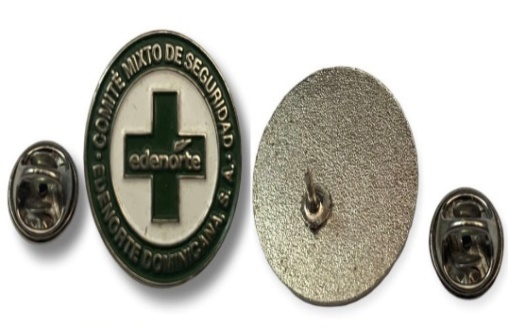 COMITÉ MIXTO DE SEGURIDAD
edenorte
EDENORTE DOMINICANA, S. A.